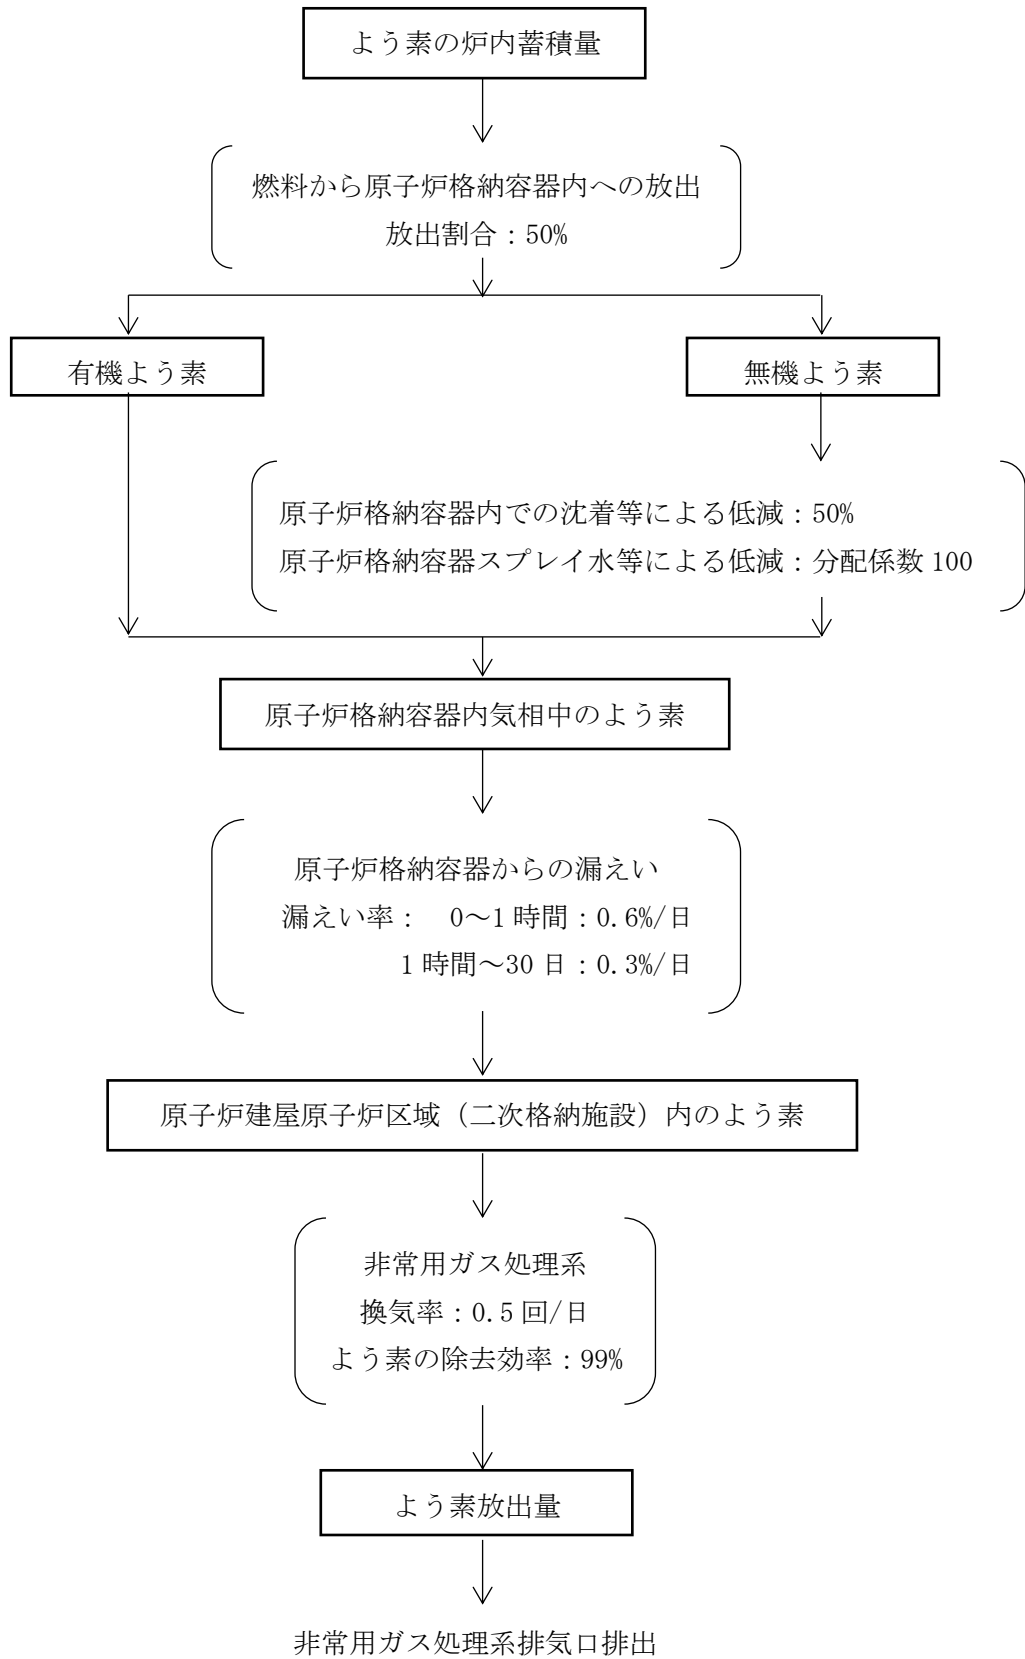 よう素の炉内蓄積量
燃料から原子炉格納容器内への放出
放出割合：50%
有機よう素
無機よう素
原子炉格納容器内での沈着等による低減：50%
原子炉格納容器スプレイ水等による低減：分配係数 100
原子炉格納容器内気相中のよう素
原子炉格納容器からの漏えい
漏えい率： 0～1 時間：0.6%/日
1 時間～30 日：0.3%/日
原子炉建屋原子炉区域（二次格納施設）内のよう素
非常用ガス処理系
換気率：0.5 回/日
よう素の除去効率：99%
よう素放出量
非常用ガス処理系排気口排出